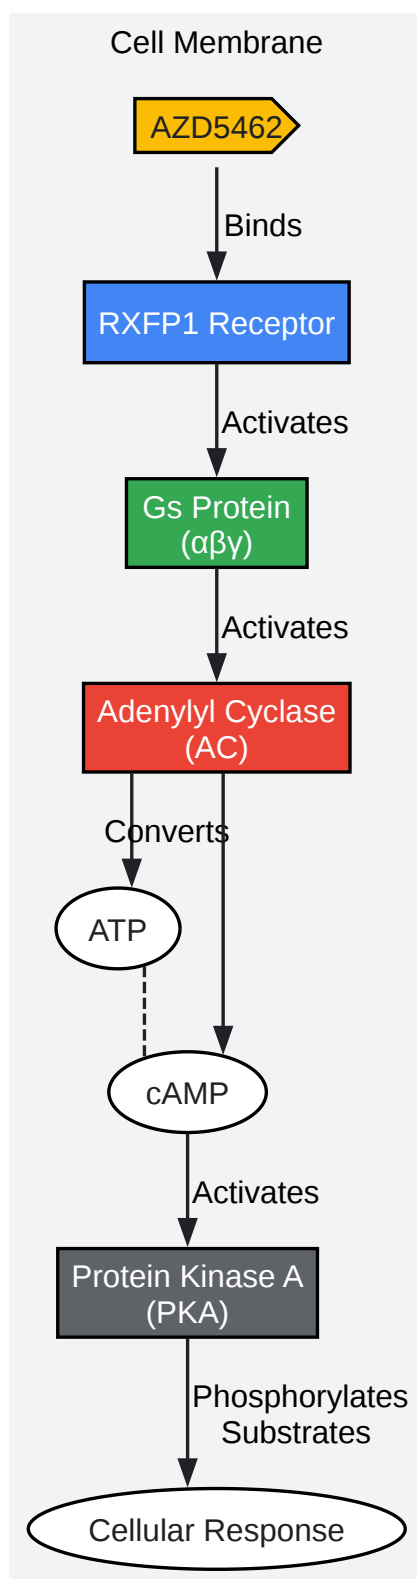 Cell Membrane
AZD5462
Binds
RXFP1 Receptor
Activates
Gs Protein
(αβγ)
Activates
Adenylyl Cyclase
(AC)
Converts
ATP
cAMP
Activates
Protein Kinase A
(PKA)
Phosphorylates
Substrates
Cellular Response